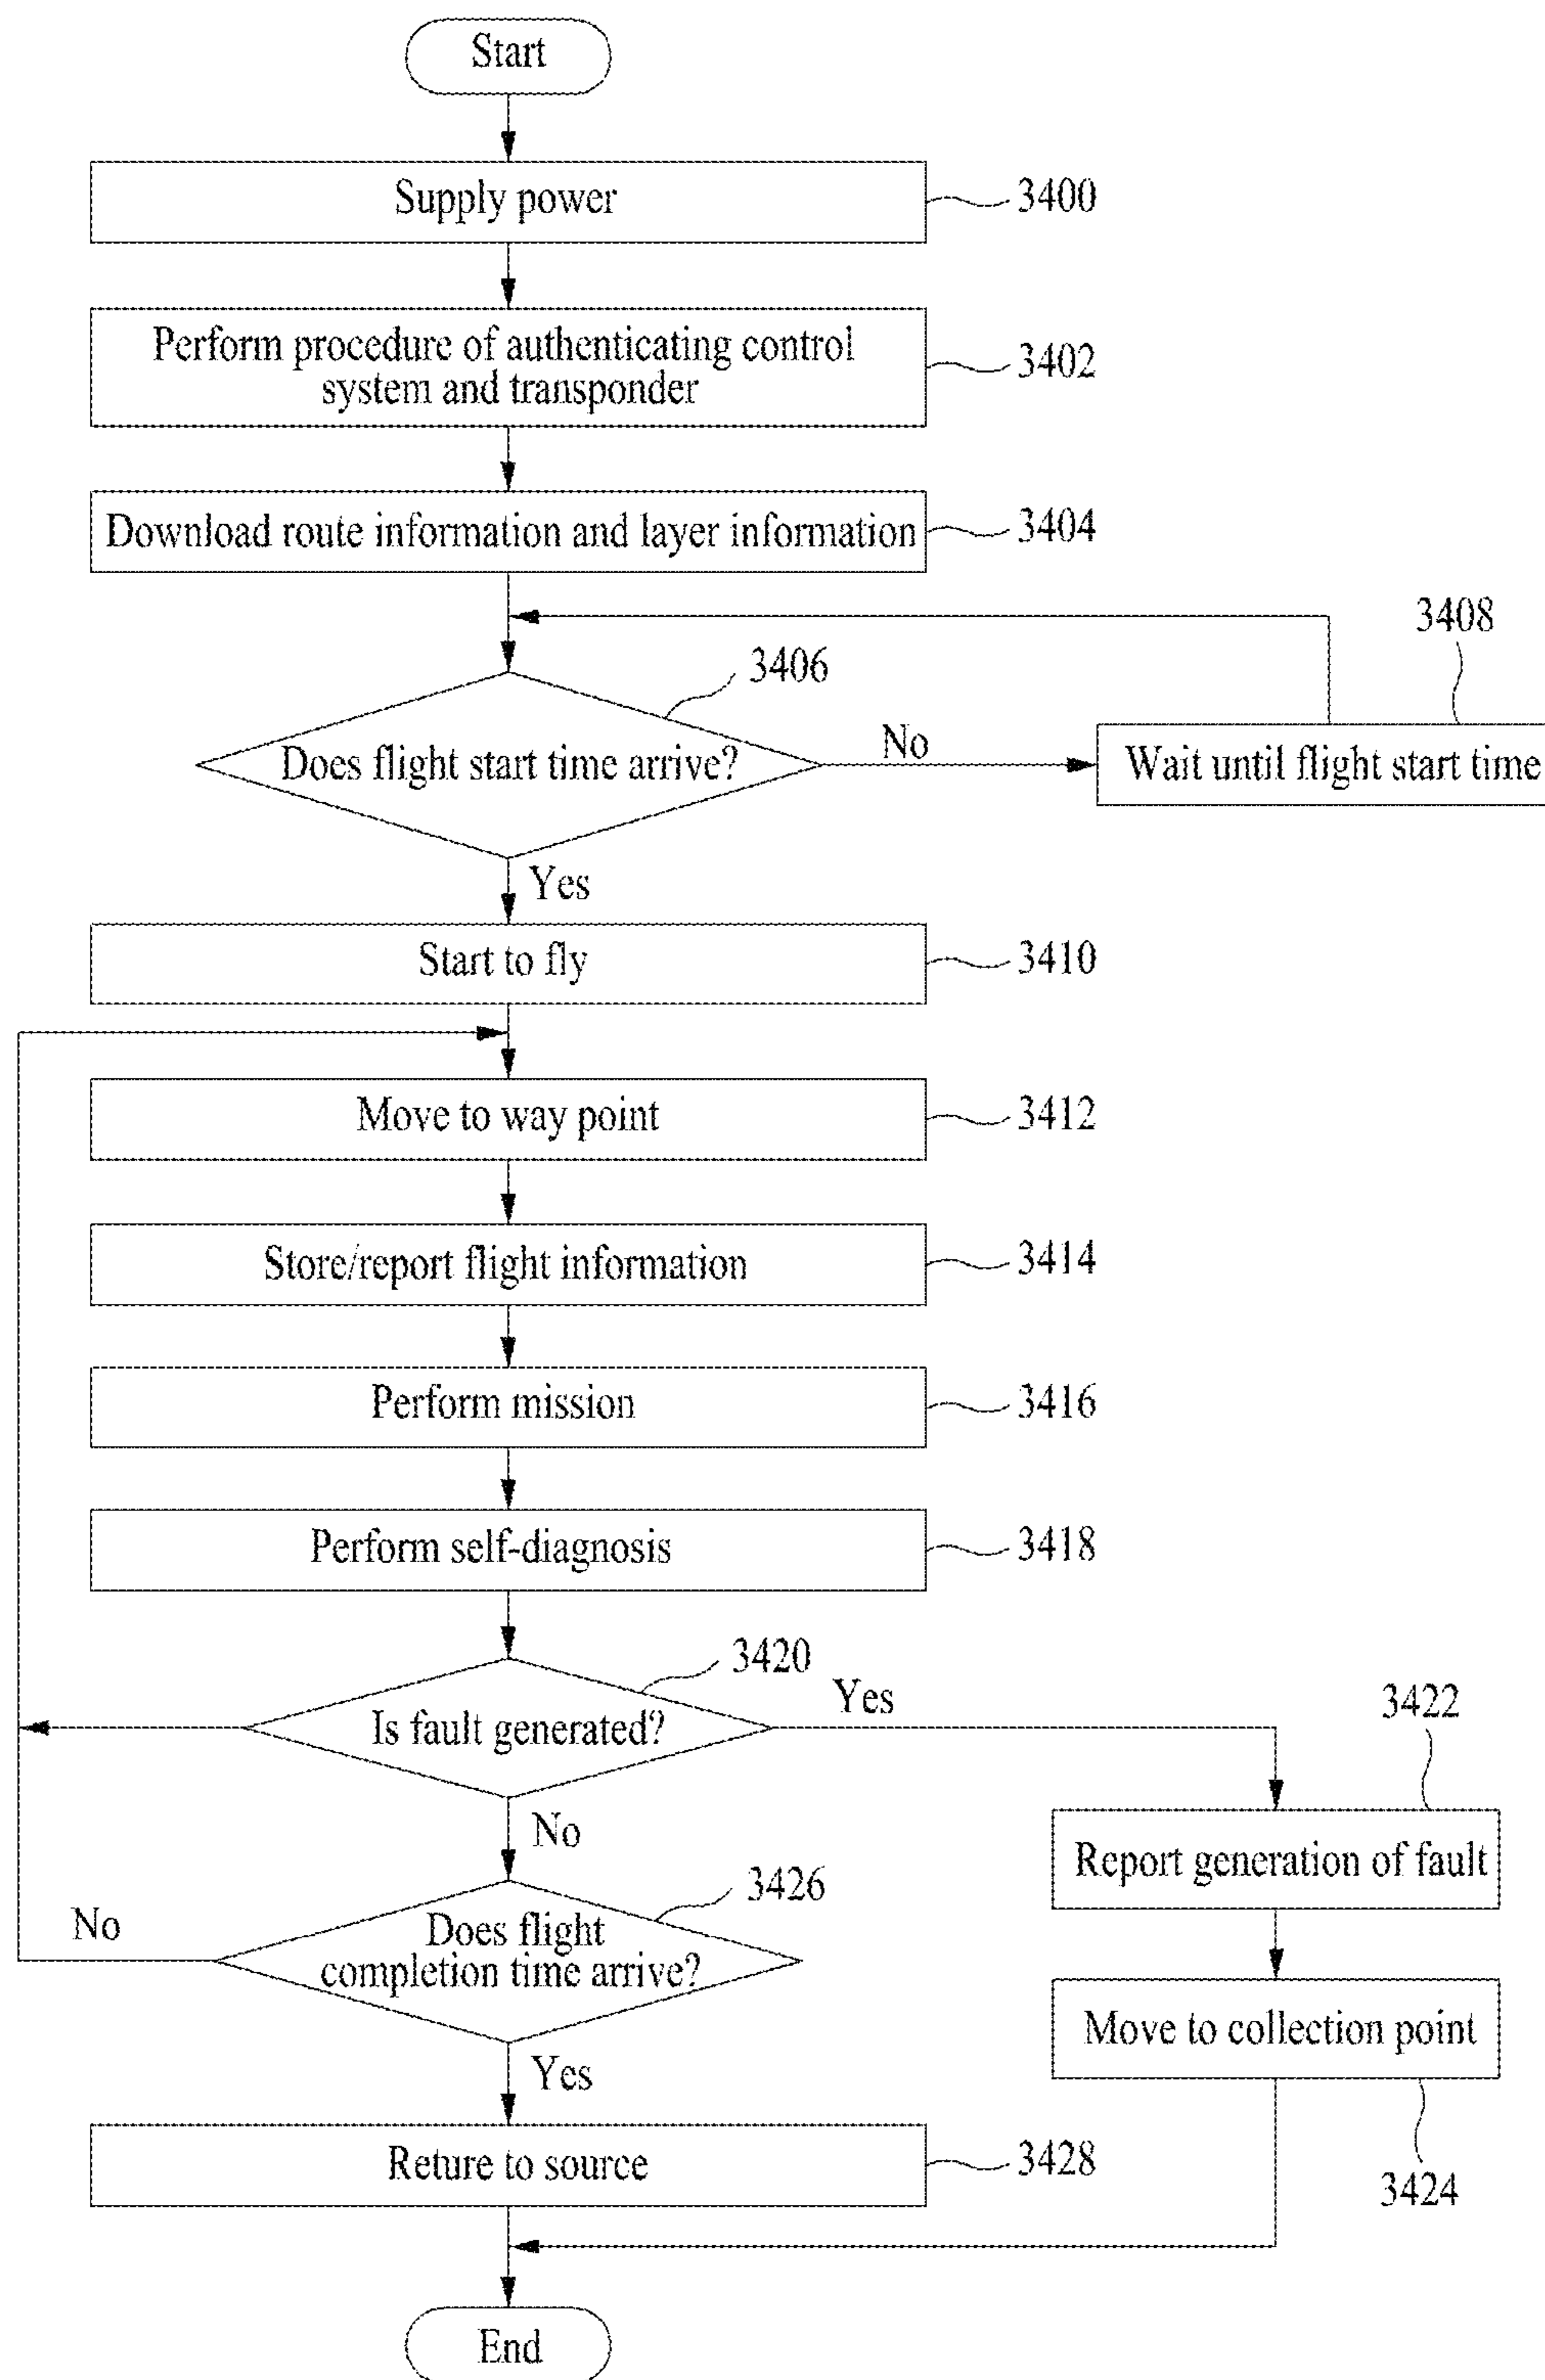 Start
Supply power
3400
Perform procedure of authenticating control
system and transponder
3402
Download route information and layer information
3404
3408
3406
Does flight start time arrive?
No
Wait until flight start time
Yes
Start to fly
3410
Move to way point
3412
Store/report flight information
3414
Perform mission
3416
Perform self-diagnosis
3418
3420
Is fault generated?
Yes
3422
No
Report generation of fault
3426
No
Does flight
completion time arrive?
Move to collection point
Yes
Reture to source
3428
3424
End